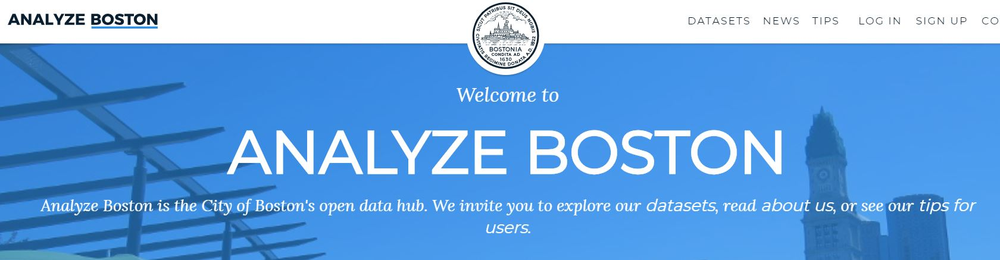 ANALYZE BOSTON
SICUT PATRIBUS SIT DEUS NOBIS
BOSTONIA
CONDITA AD
1630
CIVITATIS REGIMINE DONATA A.D. 1822
DATASETS NEWS TIPS LOG IN SIGN UP CO
Welcome to
ANALYZE BOSTON
Analyze Boston is the City of Boston's open data hub. We invite you to explore our datasets, read about us, or see our tips for
users.